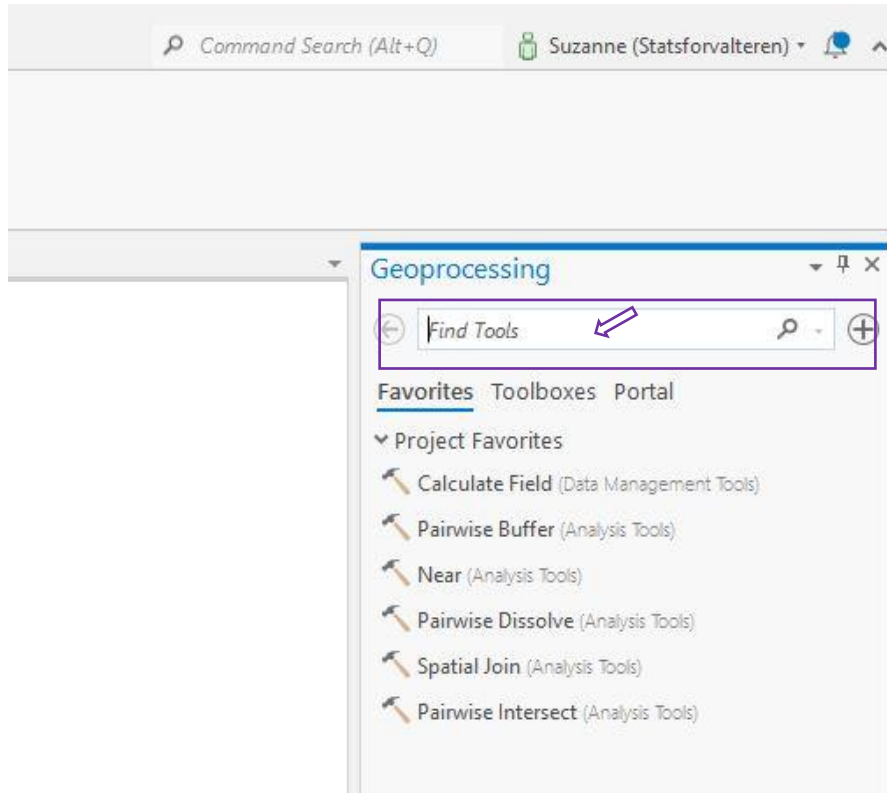 Command Search (Alt+Q) Suzanne (Statsforvalteren)
Geoprocessing
Find Tools
Favorites Toolboxes Portal
Project Favorites
Calculate Field (Data Management Tools)
Pairwise Buffer (Analysis Tools)
Near (Analysis Tools)
Pairwise Dissolve (Analysis Tools)
Spatial Join (Analysis Tools)
Pairwise Intersect (Analysis Tools)